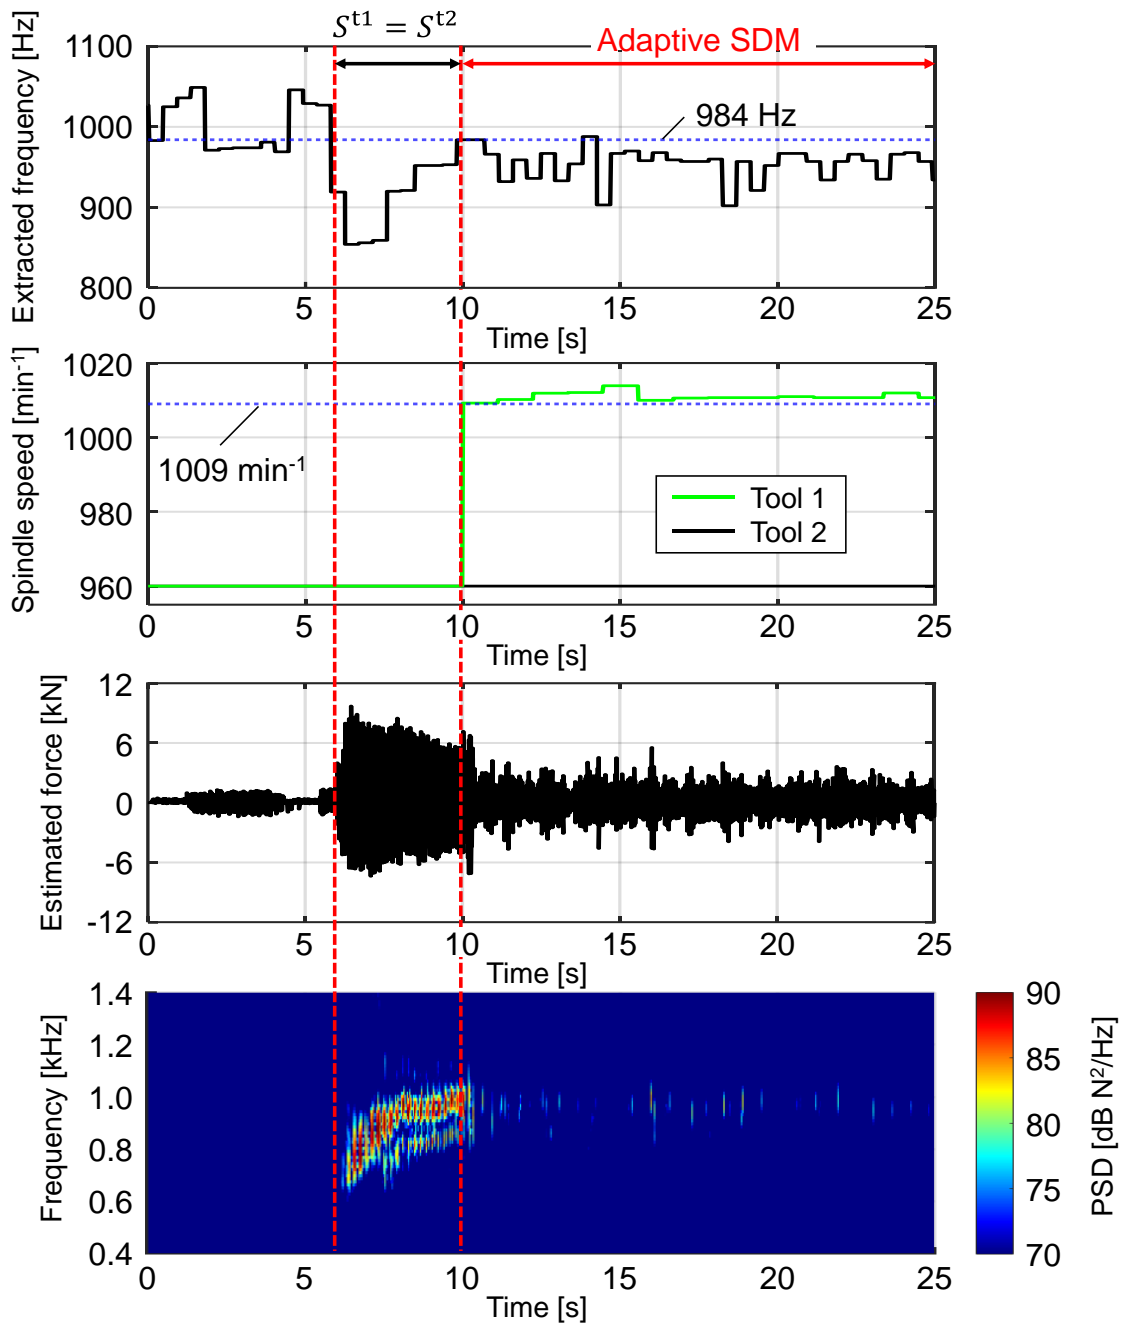 S^t1 = S^t2
Adaptive SDM
Extracted frequency [Hz]
1100
1000
900
800
984 Hz
0 5 10 15 20 25
Time [s]
Spindle speed [min⁻¹]
1020
1000
980
960
1009 min⁻¹
Tool 1
Tool 2
0 5 10 15 20 25
Time [s]
Estimated force [kN]
12
6
0
-6
-12
0 5 10 15 20 25
Time [s]
Frequency [kHz]
1.4
1.2
1.0
0.8
0.6
0.4
0 5 10 15 20 25
Time [s]
90
85
80
75
70
PSD [dB N²/Hz]